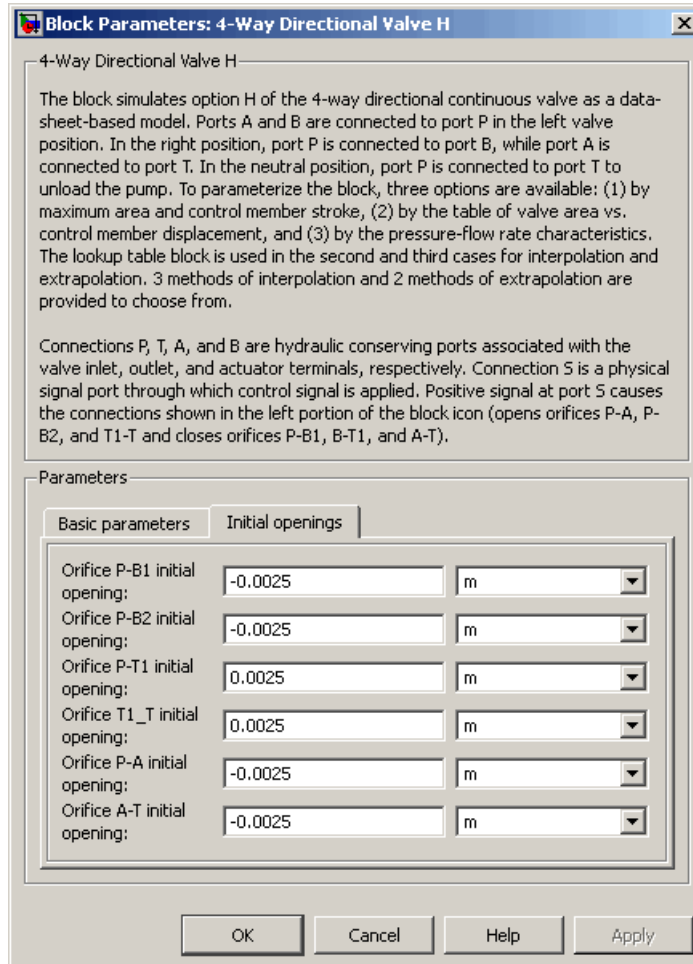 Block Parameters: 4-Way Directional Valve H
4-Way Directional Valve H
The block simulates option H of the 4-way directional continuous valve as a data-
sheet-based model. Ports A and B are connected to port P in the left valve
position. In the right position, port P is connected to port B, while port A is
connected to port T. In the neutral position, port P is connected to port T to
unload the pump. To parameterize the block, three options are available: (1) by
maximum area and control member stroke, (2) by the table of valve area vs.
control member displacement, and (3) by the pressure-flow rate characteristics.
The lookup table block is used in the second and third cases for interpolation and
extrapolation. 3 methods of interpolation and 2 methods of extrapolation are
provided to choose from.
Connections P, T, A, and B are hydraulic conserving ports associated with the
valve inlet, outlet, and actuator terminals, respectively. Connection S is a physical
signal port through which control signal is applied. Positive signal at port S causes
the connections shown in the left portion of the block icon (opens orifices P-A, P-
B2, and T1-T and closes orifices P-B1, B-T1, and A-T).
Parameters
Basic parameters Initial openings
Orifice P-B1 initial
opening: -0.0025 m
Orifice P-B2 initial
opening: -0.0025 m
Orifice P-T1 initial
opening: 0.0025 m
Orifice T1_T initial
opening: 0.0025 m
Orifice P-A initial
opening: -0.0025 m
Orifice A-T initial
opening: -0.0025 m
OK Cancel Help Apply